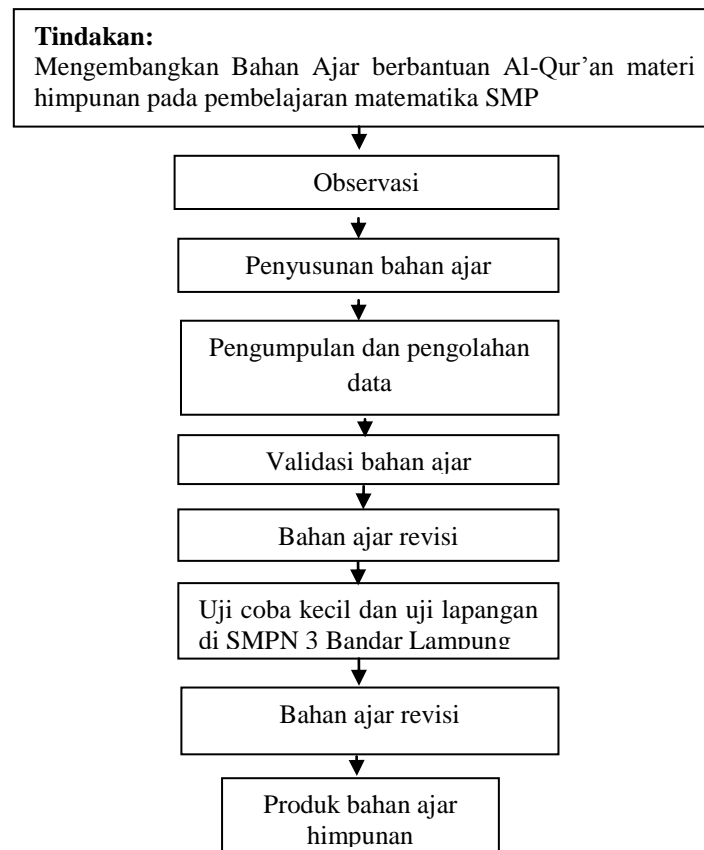 Tindakan:
Mengembangkan Bahan Ajar berbantuan Al-Qur’an materi
himpunan pada pembelajaran matematika SMP
Observasi
Penyusunan bahan ajar
Pengumpulan dan pengolahan
data
Validasi bahan ajar
Bahan ajar revisi
Uji coba kecil dan uji lapangan
di SMPN 3 Bandar Lampung
Bahan ajar revisi
Produk bahan ajar
himpunan